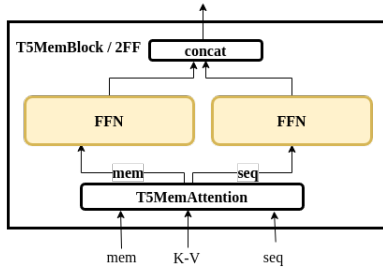 T5MemBlock / 2FF
concat
FFN
FFN
mem
seq
T5MemAttention
mem
K-V
seq